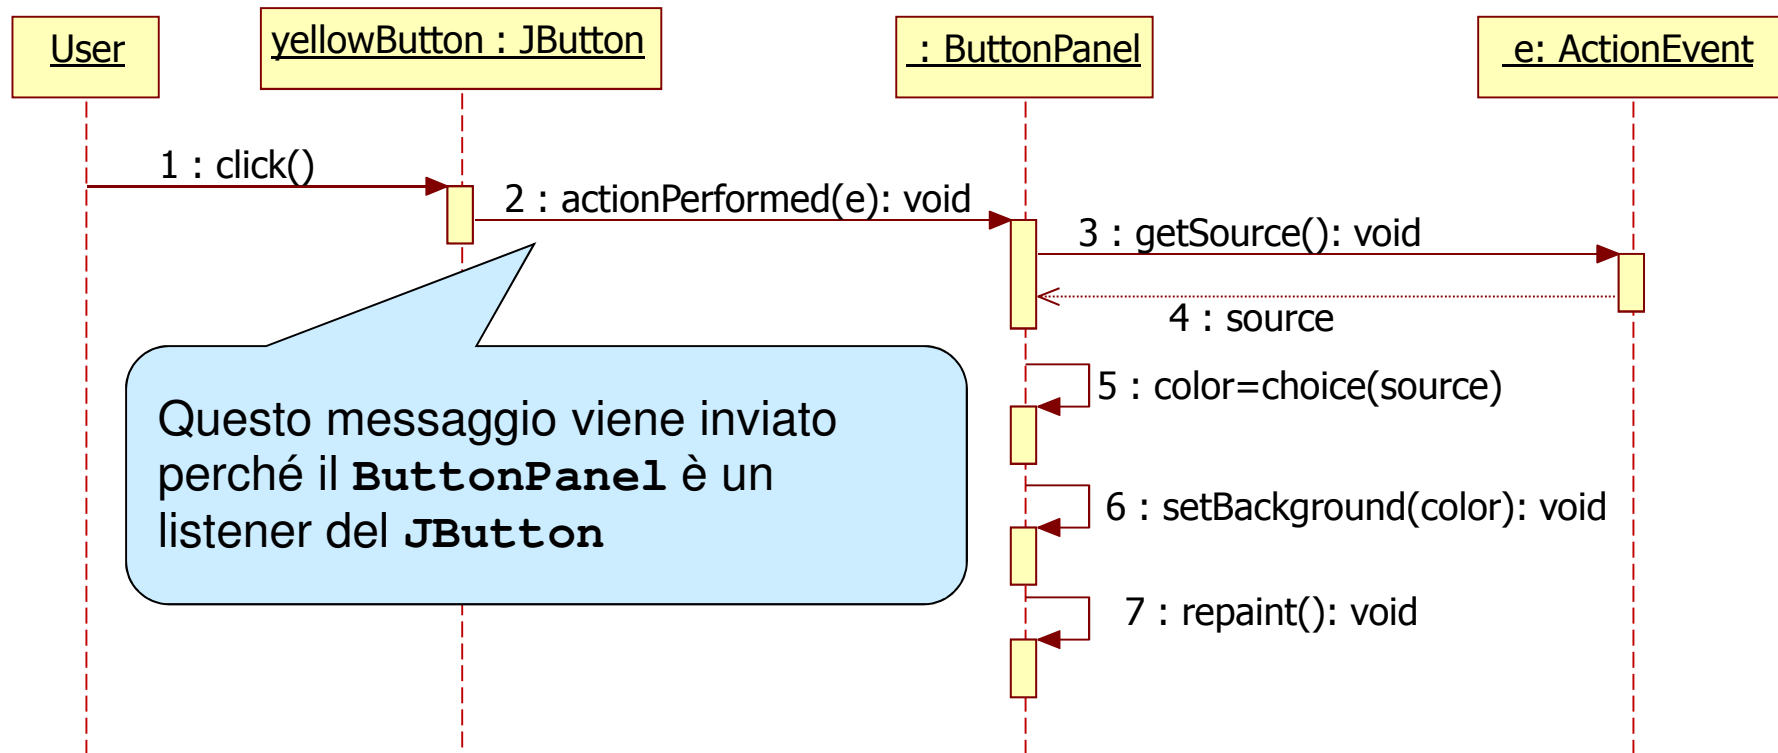 User
yellowButton : JButton
: ButtonPanel
e: ActionEvent
1 : click()
2 : actionPerformed(e): void
3 : getSource(): void
4 : source
5 : color=choice(source)
6 : setBackground(color): void
7 : repaint(): void
Questo messaggio viene inviato
perché il ButtonPanel è un
listener del JButton